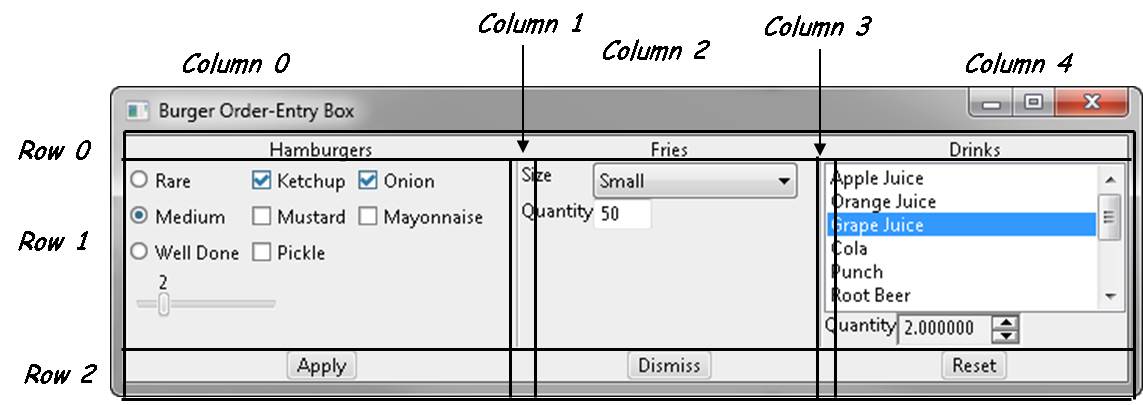 Column 1
Column 3
Column 2
Column 0
Column 4
Burger Order-Entry Box
Row 0
Hamburgers Fries Drinks
Rare Ketchup Onion
Size Small
Apple Juice
Orange Juice
Medium Mustard Mayonnaise
Quantity 50
Grape Juice
Row 1
Well Done Pickle
Cola
Punch
2
Root Beer
Quantity 2.000000
Row 2
Apply Dismiss Reset